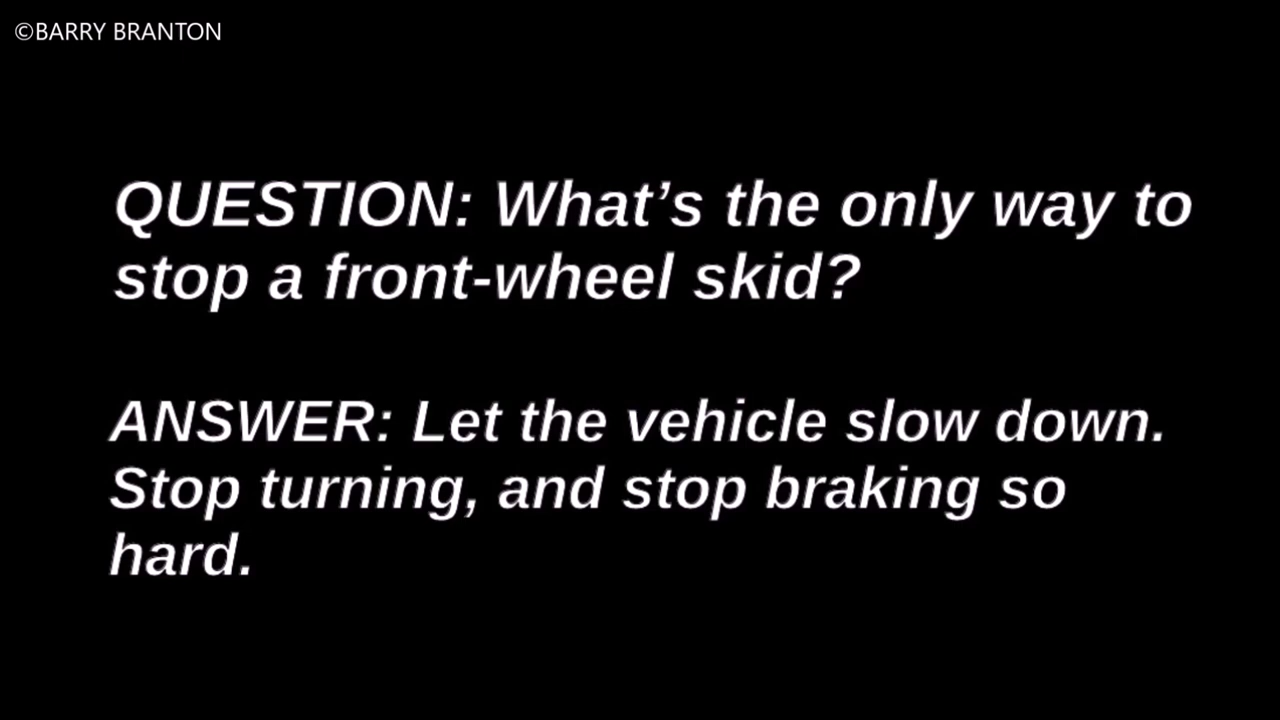 ©BARRY BRANTON
QUESTION: What’s the only way to
stop a front-wheel skid?
ANSWER: Let the vehicle slow down.
Stop turning, and stop braking so
hard.